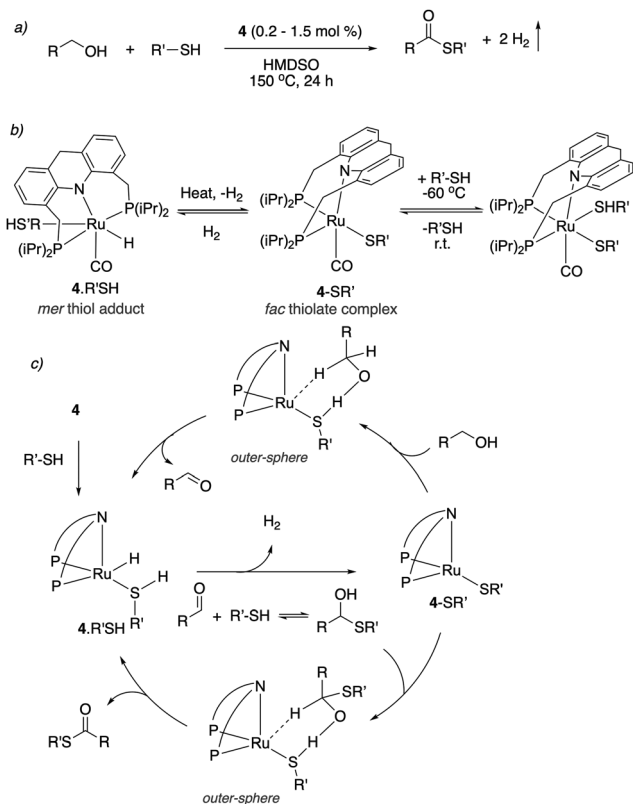 a)
R OH + R'−SH 4 (0.2 - 1.5 mol %) HMDSO 150 ºC, 24 h R O SR' + 2 H2
b)
N P(iPr)2 HS'R Ru H (iPr)2P CO
4.R'SH
mer thiol adduct
Heat, -H2
H2
N (iPr)2P Ru (iPr)2P SR' CO
4-SR'
fac thiolate complex
+ R'-SH
-60 ºC
-R'SH
r.t.
N (iPr)2P SHR' Ru (iPr)2P SR' CO
c)
N R H H O P Ru P S H R'
outer-sphere
4
R'-SH
R O
R OH
N P Ru H P S H R'
4.R'SH
H2
R O + R'-SH OH R SR'
N P Ru P SR'
4-SR'
O R'S R
N R SR' H O P Ru P S H R'
outer-sphere